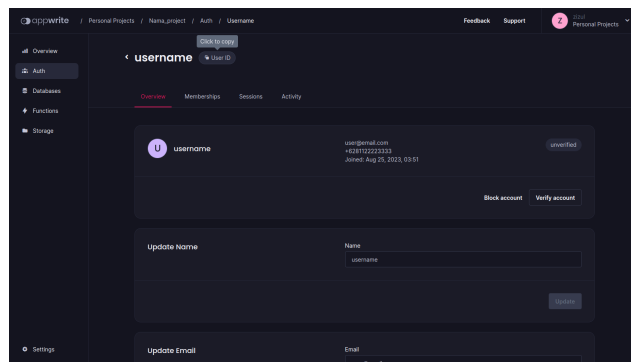 appwrite / Personal Projects / Nama_project / Auth / Username
Feedback Support Z Personal Projects
Click to copy
username User ID
Overview
Auth
Databases
Functions
Storage
Overview Memberships Sessions Activity
U username
user@email.com
+6281122223333
Joined: Aug 25, 2023, 03:51
unverified
Block account Verify account
Update Name
Name
username
Update
Update Email
Email
Settings